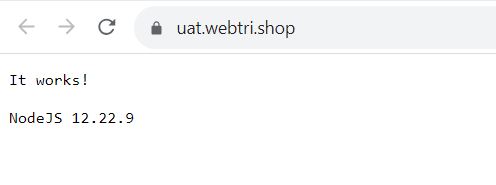 uat.webtri.shop
It works!
NodeJS 12.22.9